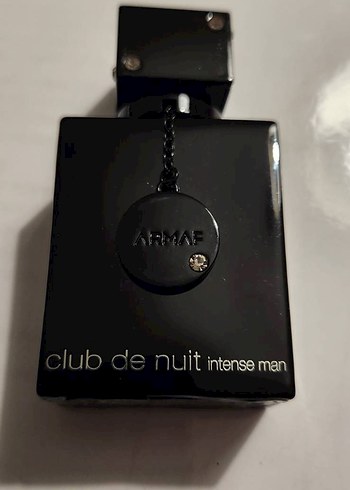 ARMAF
club de nuit intense man